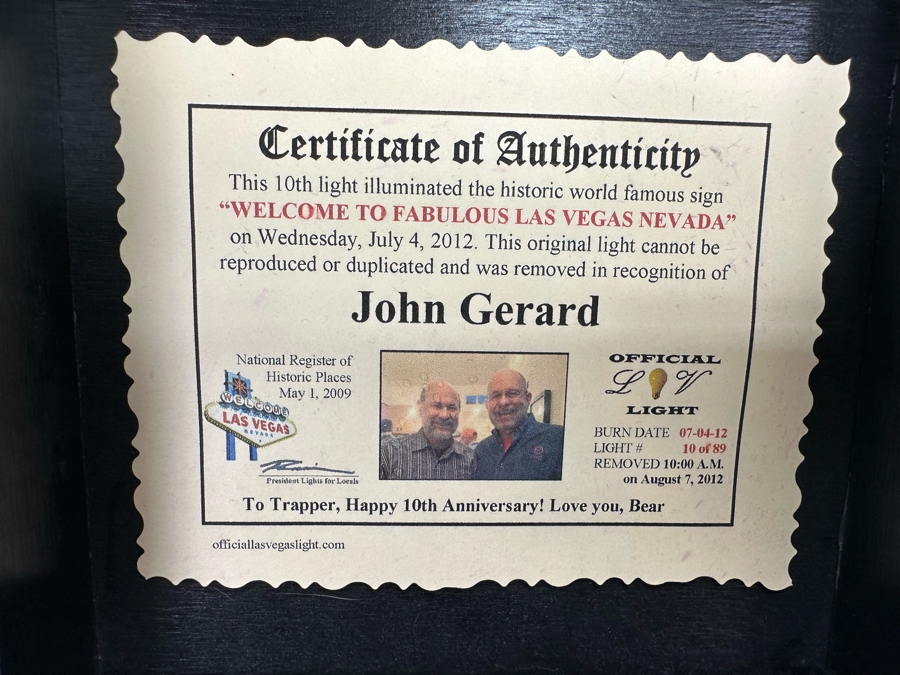 Certificate of Authenticity
This 10th light illuminated the historic world famous sign
“WELCOME TO FABULOUS LAS VEGAS NEVADA”
on Wednesday, July 4, 2012. This original light cannot be
reproduced or duplicated and was removed in recognition of
John Gerard
National Register of
Historic Places
May 1, 2009
WELCOME
LAS VEGAS
NEVADA
President Lights for Locals
OFFICIAL
L V
LIGHT
BURN DATE 07-04-12
LIGHT # 10 of 89
REMOVED 10:00 A.M.
on August 7, 2012
To Trapper, Happy 10th Anniversary! Love you, Bear
officiallasvegaslight.com